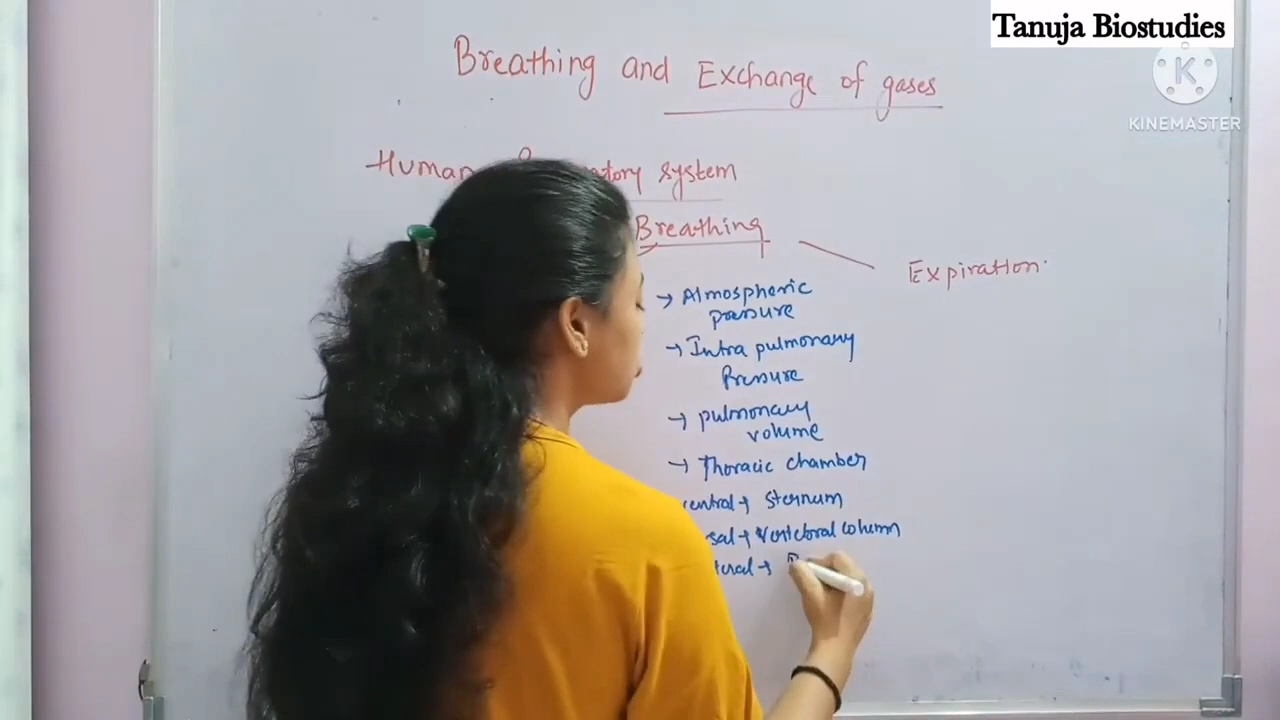 Tanuja Biostudies
K
KINEMASTER
Breathing and Exchange of gases
Human system
Breathing
Expiration
→ Atmospheric
pressure
→ Intra pulmonary
Pressure
→ pulmonary
volume
→ Thoracic chamber
→ Sternum
→ Vertebral column
→